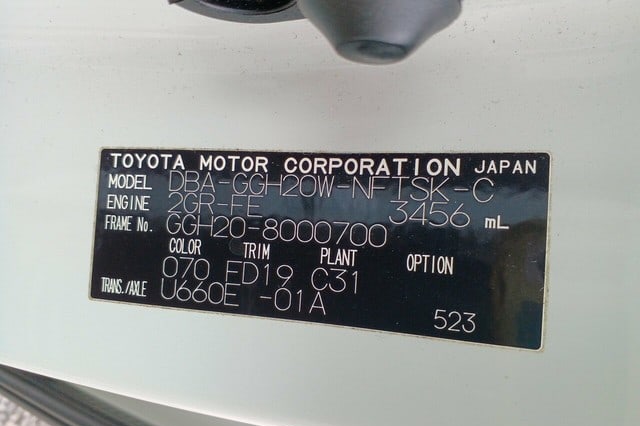 TOYOTA MOTOR CORPORATION JAPAN
MODEL DBA-GGH20W-NFTSK-C
ENGINE 2GR-FE 3456 mL
FRAME No. GGH20-8000700
COLOR TRIM PLANT OPTION
070 FD19 C31
TRANS./AXLE U660E -01A
523